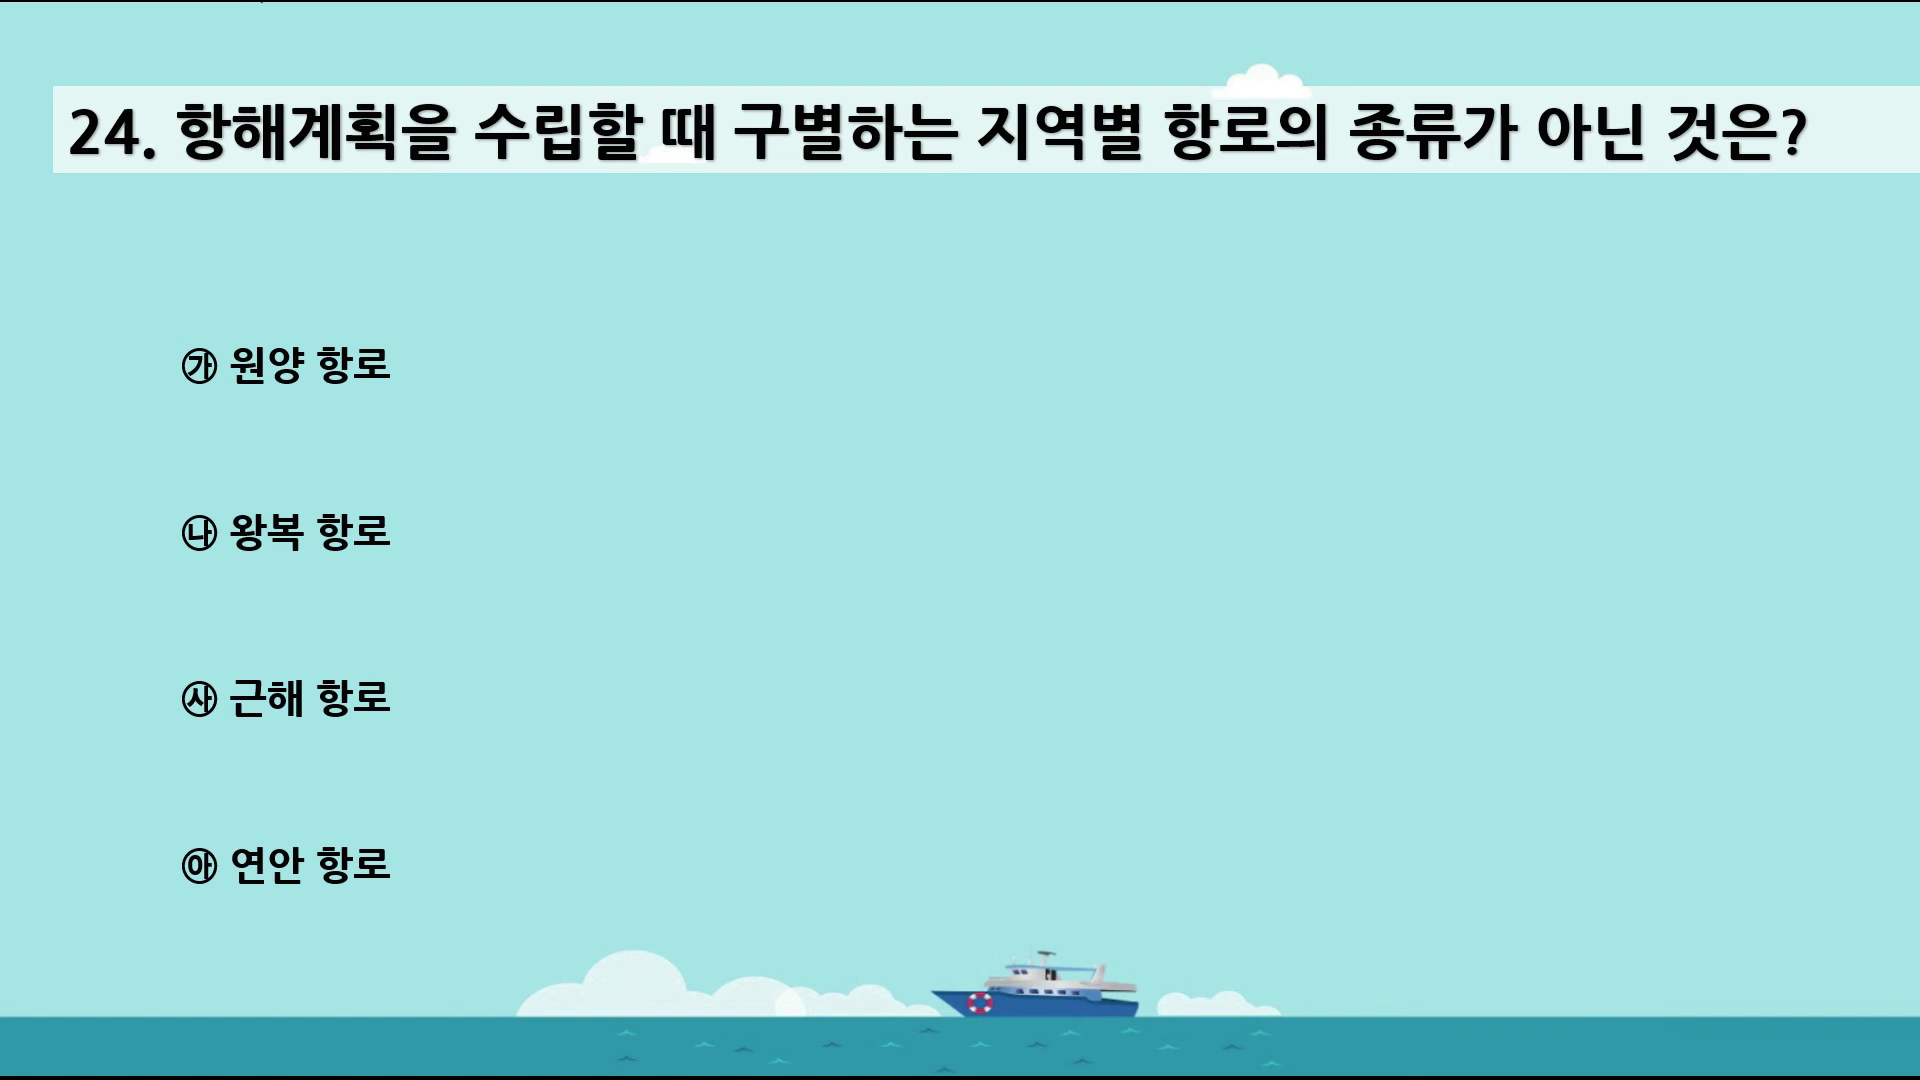 24. 항해계획을 수립할 때 구별하는 지역별 항로의 종류가 아닌 것은?
㉮ 원양 항로
㉯ 왕복 항로
㉴ 근해 항로
㉵ 연안 항로